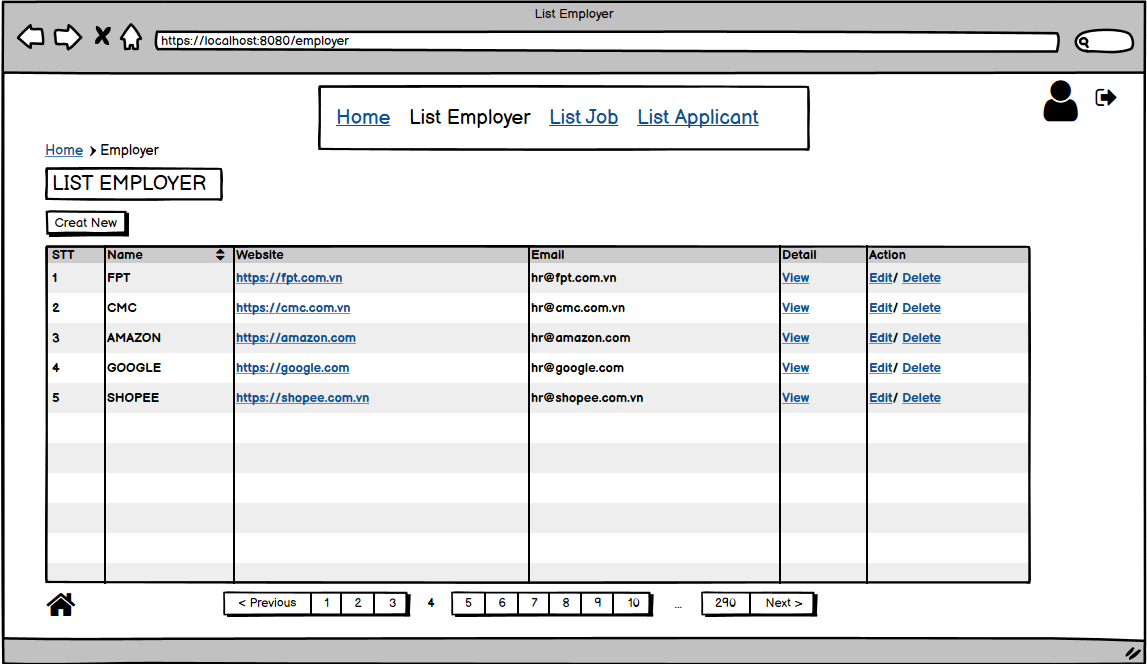 List Employer
https://localhost:8080/employer
Home List Employer List Job List Applicant
Home Employer
LIST EMPLOYER
Creat New
STT Name Website Email Detail Action
1 FPT https://fpt.com.vn hr@fpt.com.vn View Edit/ Delete
2 CMC https://cmc.com.vn hr@cmc.com.vn View Edit/ Delete
3 AMAZON https://amazon.com hr@amazon.com View Edit/ Delete
4 GOOGLE https://google.com hr@google.com View Edit/ Delete
5 SHOPEE https://shopee.com.vn hr@shopee.com.vn View Edit/ Delete
< Previous 1 2 3 4 5 6 7 8 9 10 ... 290 Next >